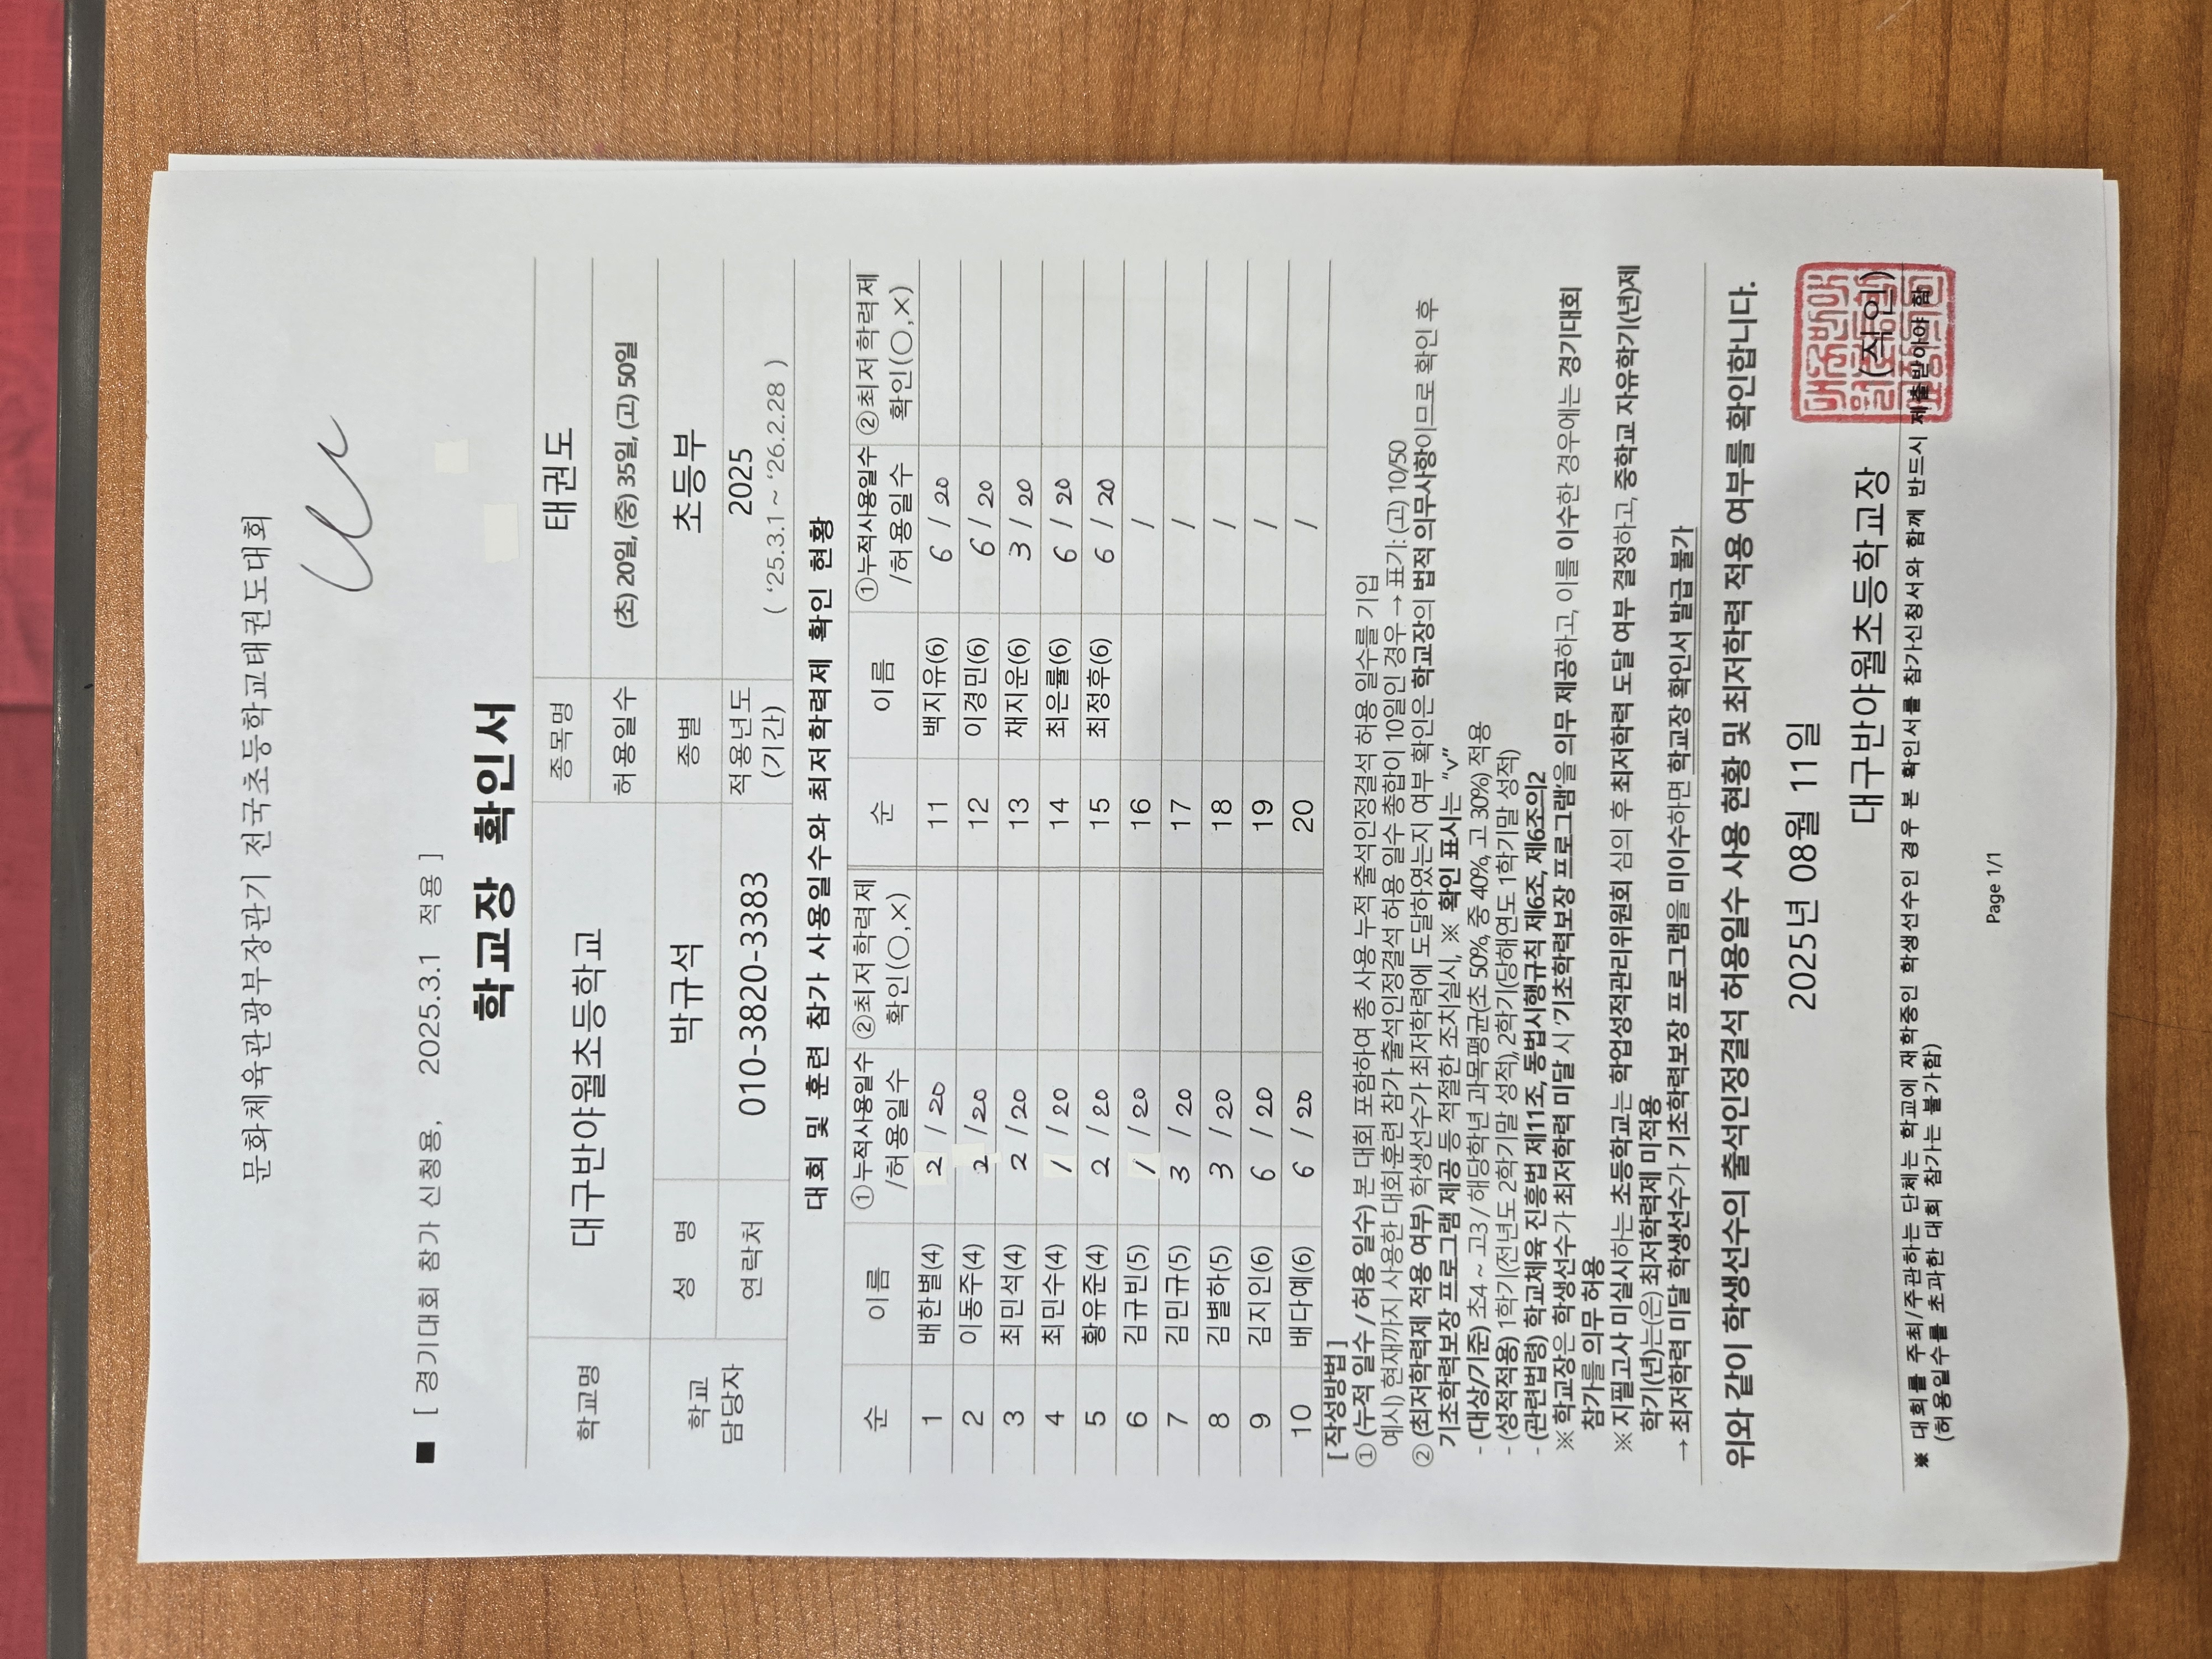 문화체육관광부장관기 전국초등학교태권도대회
■ [ 경기대회 참가 신청용, 2025.3.1 적용 ]
학교장 확인서
학교명 대구반야월초등학교 종목명 태권도
허용일수 (초) 20일, (중) 35일, (고) 50일
학교 담당자 성 명 박규석 종별 초등부
연락처 010-3820-3383 적용년도 (기간) 2025 ( '25.3.1 ~ '26.2.28 )
대회 및 훈련 참가 사용일수와 최저학력제 확인 현황
순 이름 ①누적사용일수 /허용일수 ②최저학력제 확인(○,×) 순 이름 ①누적사용일수 /허용일수 ②최저학력제 확인(○,×)
1 배한별(4) 2 / 20 11 백지유(6) 6 / 20
2 이동주(4) 2 / 20 12 이경민(6) 6 / 20
3 최민석(4) 2 / 20 13 채지운(6) 3 / 20
4 최민수(4) 1 / 20 14 최은률(6) 6 / 20
5 황유준(4) 2 / 20 15 최정후(6) 6 / 20
6 김규빈(5) 1 / 20 16 /
7 김민규(5) 3 / 20 17 /
8 김별하(5) 3 / 20 18 /
9 김지인(6) 6 / 20 19 /
10 배다예(6) 6 / 20 20 /
[ 작성방법 ]
① (누적 일수 / 허용 일수) 본 대회 포함하여 총 사용 누적 출석인정결석 허용 일수를 기입
예시) 현재까지 사용한 대회훈련 참가 출석인정결석 허용 일수 총합이 10일인 경우 → 표기: (고) 10/50
② (최저학력제 적용 여부) 학생선수가 최저학력에 도달하였는지 여부 확인은 학교장의 법적 의무사항이므로 확인 후
기초학력보장 프로그램 제공 등 적절한 조치실시, ※ 확인 표시는 "v"
- (대상/기준) 초4 ~ 고3 / 해당학년 과목평균(초 50%, 중 40%, 고 30%) 적용
- (성적적용) 1학기(전년도 2학기말 성적), 2학기(당해연도 1학기말 성적)
- (관련법령) 학교체육 진흥법 제11조, 동법시행규칙 제6조, 제6조의2
※ 학교장은 학생선수가 최저학력 미달 시 '기초학력보장 프로그램'을 의무 제공하고, 이를 이수한 경우에는 경기대회
참가를 의무 허용
※ 지필고사 미실시하는 초등학교는 학업성적관리위원회 심의 후 최저학력 도달 여부 결정하고, 중학교 자유학기(년)제
학기(년)는(은) 최저학력제 미적용
→ 최저학력 미달 학생선수가 기초학력보장 프로그램을 미이수하면 학교장 확인서 발급 불가
위와 같이 학생선수의 출석인정결석 허용일수 사용 현황 및 최저학력 적용 여부를 확인합니다.
2025년 08월 11일
대구반야월초등학교장 (직인)
※ 대회를 주최/주관하는 단체는 학교에 재학중인 학생선수인 경우 본 확인서를 참가신청서와 함께 반드시 제출받아야 함
(허용일수를 초과한 대회 참가는 불가함)
Page 1/1